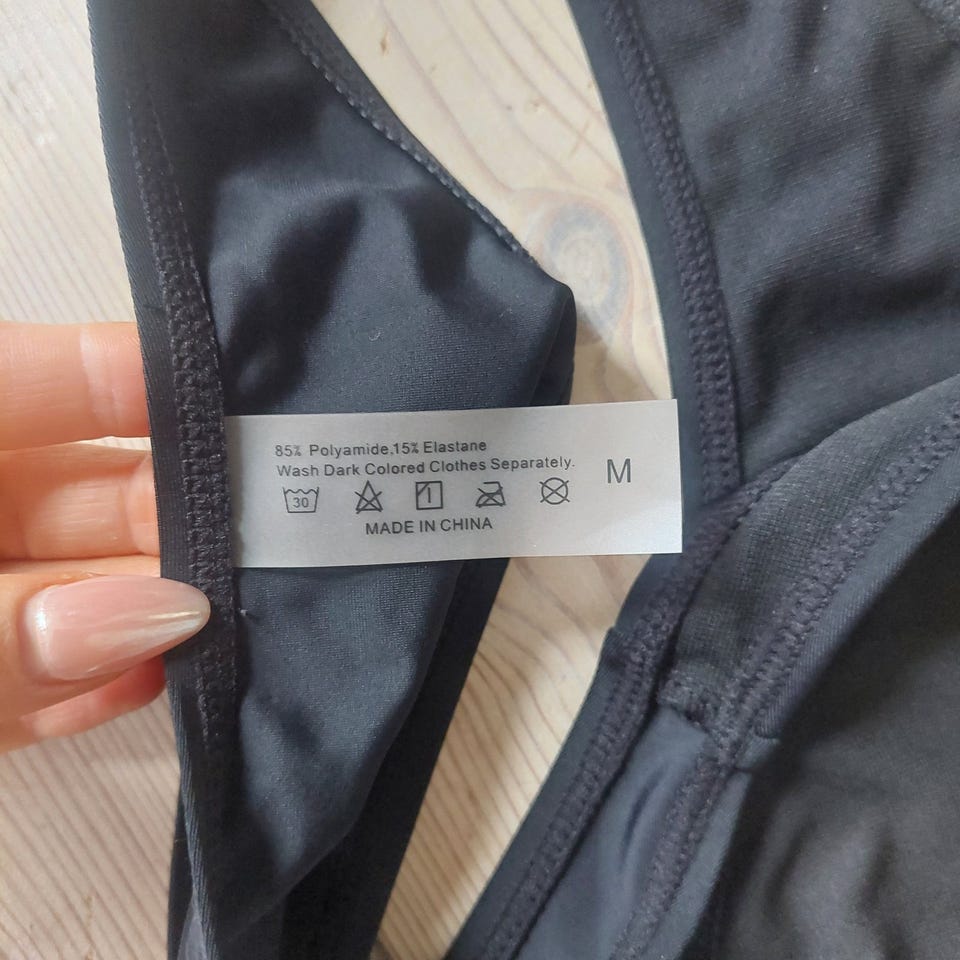 85% Polyamide,15% Elastane
Wash Dark Colored Clothes Separately.
M
30
MADE IN CHINA